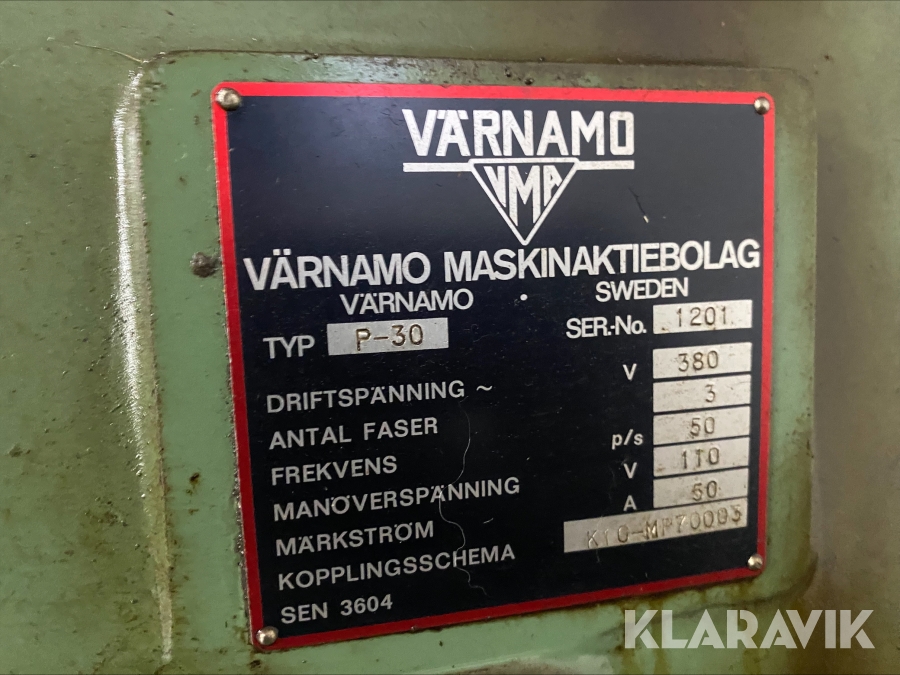 VÄRNAMO
VMA
VÄRNAMO MASKINAKTIEBOLAG
VÄRNAMO • SWEDEN
TYP P-30 SER.-No. 1201
DRIFTSPÄNNING ~ V 380
ANTAL FASER 3
FREKVENS p/s 50
MANÖVERSPÄNNING V 110
MÄRKSTRÖM A
KOPPLINGSSCHEMA
SEN 3604
KLARAVIK